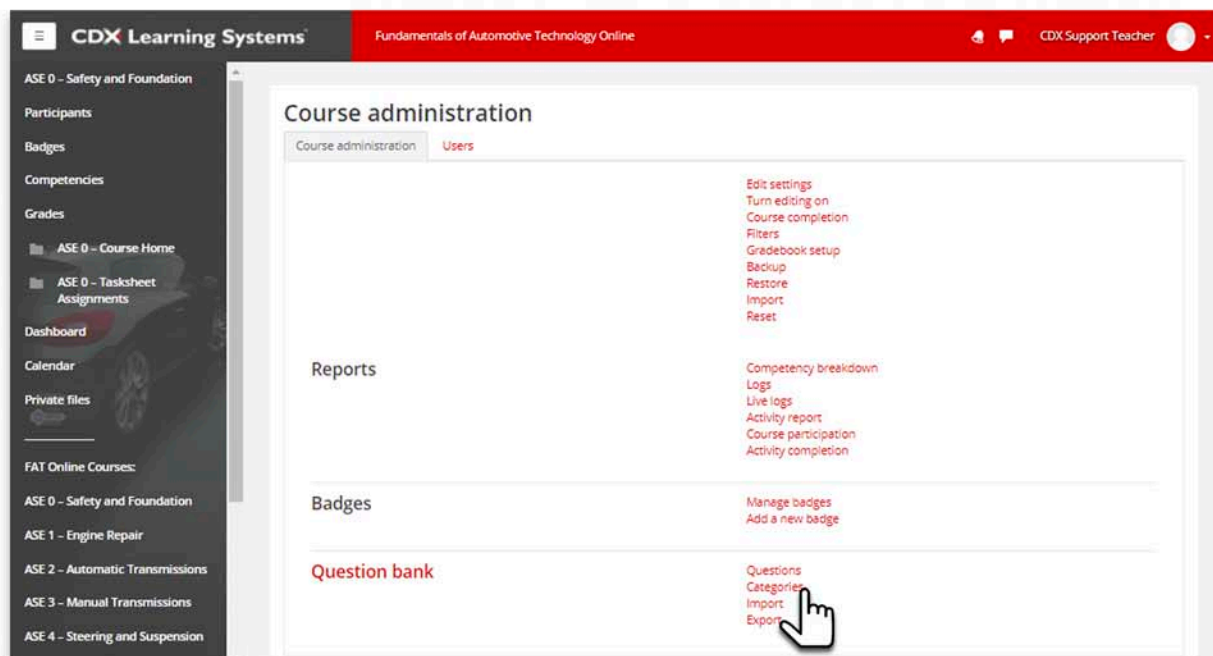 CDX Learning Systems
Fundamentals of Automotive Technology Online
CDX Support Teacher
ASE 0 – Safety and Foundation
Participants
Badges
Competencies
Grades
ASE 0 – Course Home
ASE 0 – Tasksheet
Assignments
Dashboard
Calendar
Private files
FAT Online Courses:
ASE 0 – Safety and Foundation
ASE 1 – Engine Repair
ASE 2 – Automatic Transmissions
ASE 3 – Manual Transmissions
ASE 4 – Steering and Suspension
Course administration
Course administration
Users
Edit settings
Turn editing on
Course completion
Filters
Gradebook setup
Backup
Restore
Import
Reset
Reports
Competency breakdown
Logs
Live logs
Activity report
Course participation
Activity completion
Badges
Manage badges
Add a new badge
Question bank
Questions
Categories
Import
Export